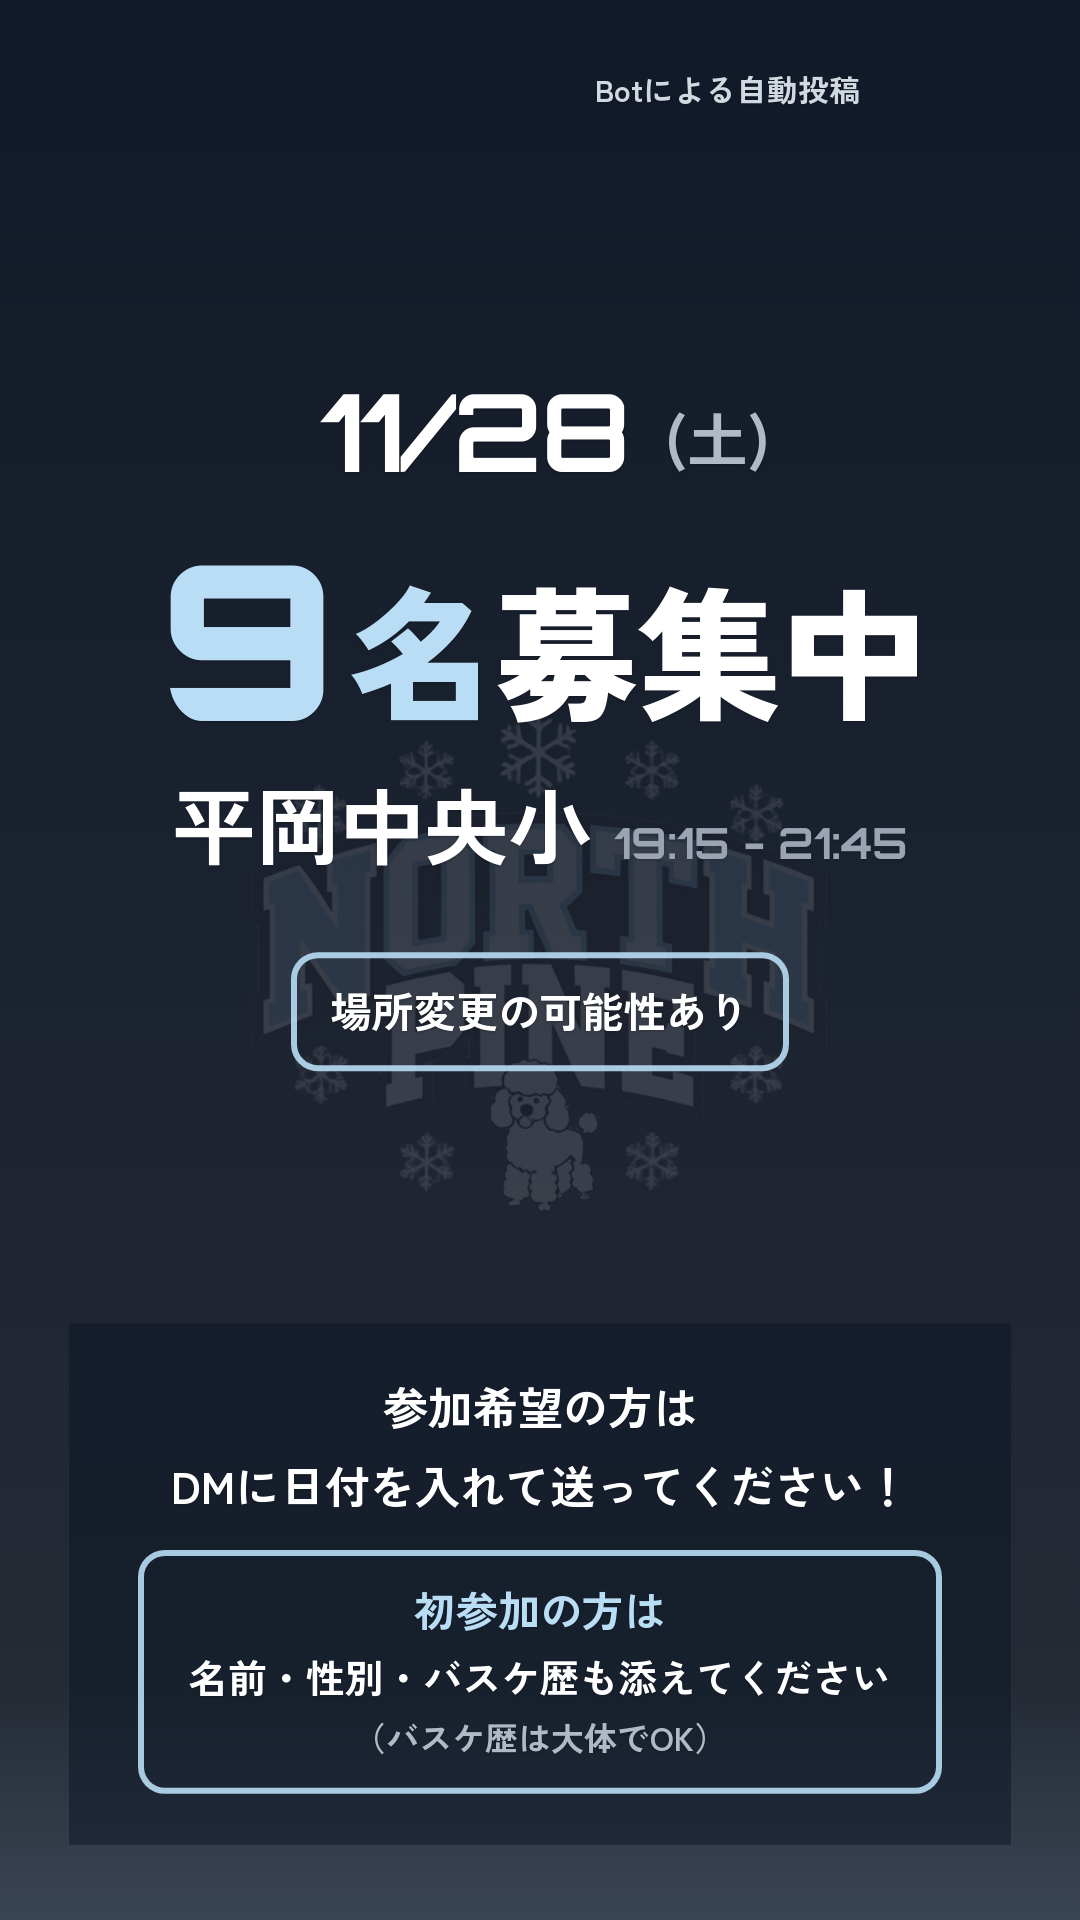 Botによる自動投稿
11/28 (土)
9名募集中
平岡中央小 19:15 - 21:45
NORTH
PINE
場所変更の可能性あり
参加希望の方は
DMに日付を入れて送ってください！
初参加の方は
名前・性別・バスケ歴も添えてください
（バスケ歴は大体でOK）